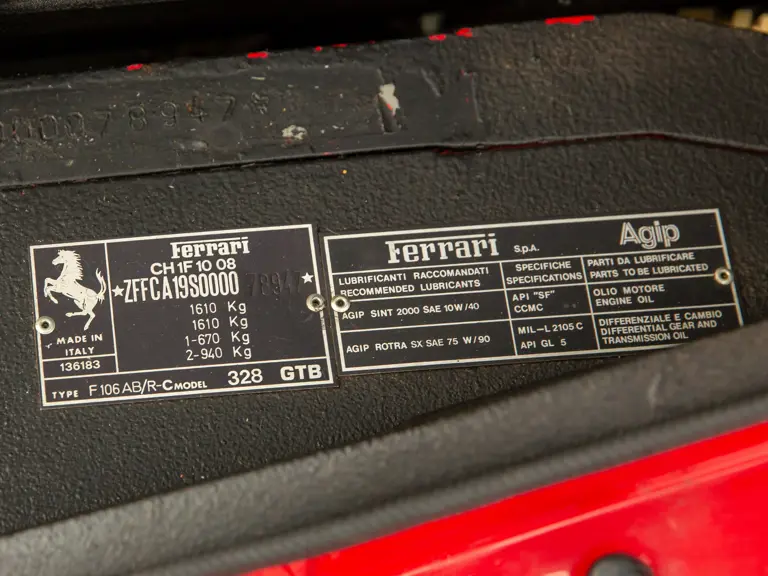 00078947*
Ferrari
CH1F 10 08
★ZFFCA19S0000 78947★
1610 Kg
1610 Kg
1-670 Kg
2-940 Kg
MADE IN
ITALY
136183
TYPE F 106 AB/R-C MODEL 328 GTB
Ferrari S.p.A. Agip
LUBRIFICANTI RACCOMANDATI
RECOMMENDED LUBRICANTS
SPECIFICHE
SPECIFICATIONS
PARTI DA LUBRIFICARE
PARTS TO BE LUBRICATED
AGIP SINT 2000 SAE 10W/40
API "SF"
CCMC
OLIO MOTORE
ENGINE OIL
AGIP ROTRA SX SAE 75 W/90
MIL-L 2105 C
API GL 5
DIFFERENZIALE E CAMBIO
DIFFERENTIAL GEAR AND
TRANSMISSION OIL